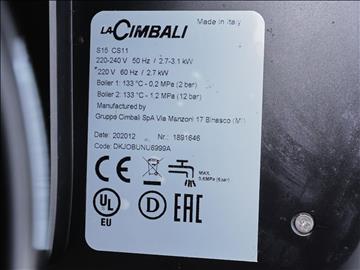 LaCIMBALI
Made in Italy
S15 CS11
220-240 V 50 Hz / 2.7-3.1 kW
220 V 60 Hz / 2.7 kW
Boiler 1: 133 °C - 0,2 MPa (2 bar)
Boiler 2: 133 °C - 1,2 MPa (12 bar)
Manufactured by
Gruppo Cimbali SpA Via Manzoni 17 Binasco (MI)
Date: 202012 Nr.: 1891646
Code: DKJOBUNU6999A
CE
MAX.
0,6MPa (6bar)
UL
EU
D
EAC